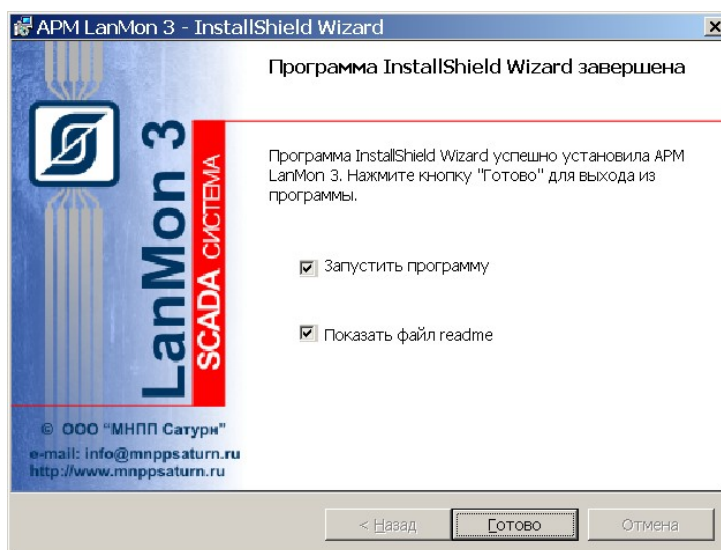 АРМ LanMon 3 - InstallShield Wizard
Программа InstallShield Wizard завершена
LanMon 3
SCADA СИСТЕМА
Программа InstallShield Wizard успешно установила АРМ
LanMon 3. Нажмите кнопку "Готово" для выхода из
программы.
Запустить программу
Показать файл readme
© ООО "МНПП Сатурн"
e-mail: info@mnppsaturn.ru
http://www.mnppsaturn.ru
< Назад
Готово
Отмена